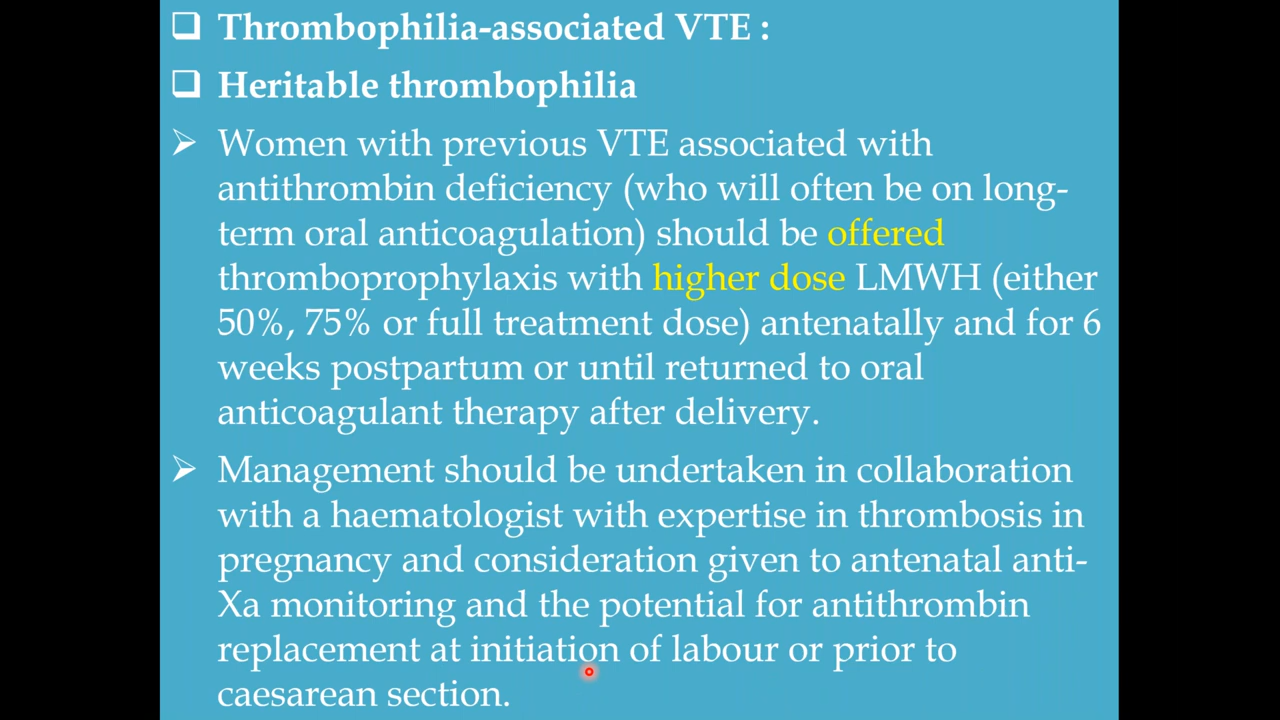 Thrombophilia-associated VTE :
Heritable thrombophilia
Women with previous VTE associated with
antithrombin deficiency (who will often be on long-
term oral anticoagulation) should be offered
thromboprophylaxis with higher dose LMWH (either
50%, 75% or full treatment dose) antenatally and for 6
weeks postpartum or until returned to oral
anticoagulant therapy after delivery.
Management should be undertaken in collaboration
with a haematologist with expertise in thrombosis in
pregnancy and consideration given to antenatal anti-
Xa monitoring and the potential for antithrombin
replacement at initiation of labour or prior to
caesarean section.